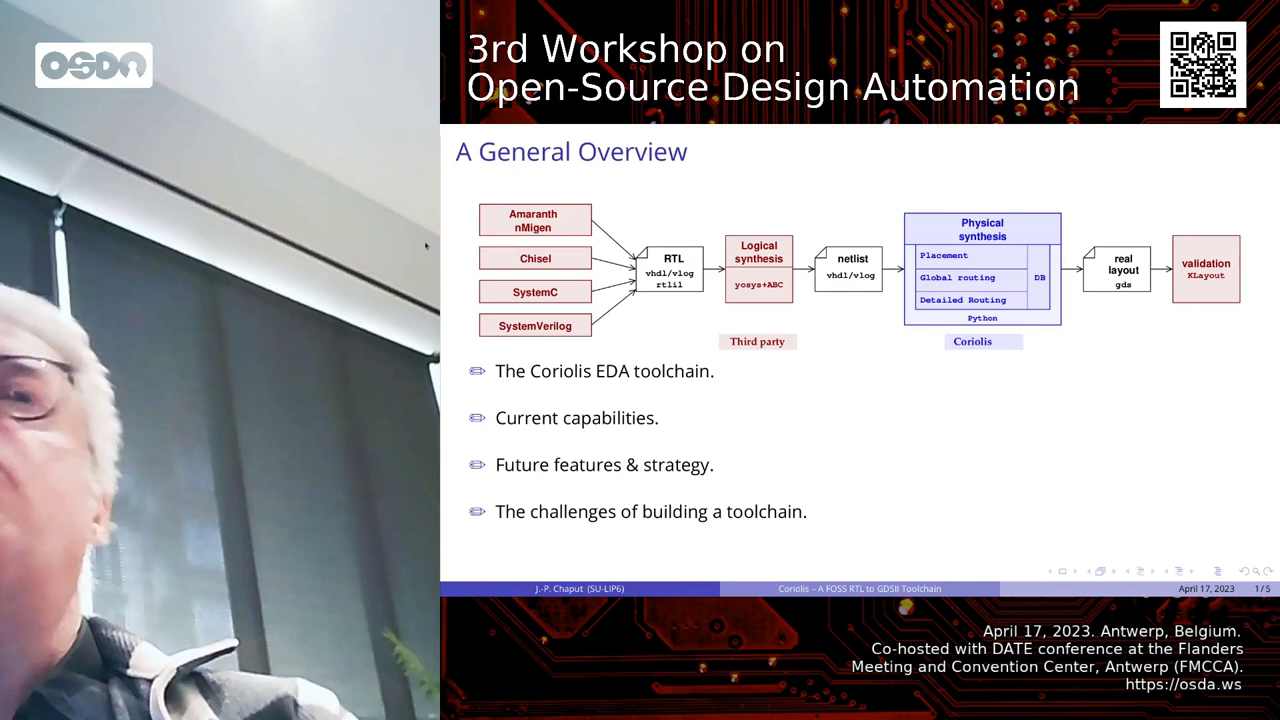 OSDA
3rd Workshop on
Open-Source Design Automation
A General Overview
Amaranth
nMigen
Chisel
SystemC
SystemVerilog
RTL
vhdl/vlog
rtlil
Logical
synthesis
yosys+ABC
netlist
vhdl/vlog
Physical
synthesis
Placement
Global routing
Detailed Routing
DB
Python
real
layout
gds
validation
KLayout
Third party
Coriolis
The Coriolis EDA toolchain.
Current capabilities.
Future features & strategy.
The challenges of building a toolchain.
J.-P. Chaput (SU-LIP6)
Coriolis – A FOSS RTL to GDSII Toolchain
April 17, 2023
1 / 5
April 17, 2023. Antwerp, Belgium.
Co-hosted with DATE conference at the Flanders
Meeting and Convention Center, Antwerp (FMCCA).
https://osda.ws